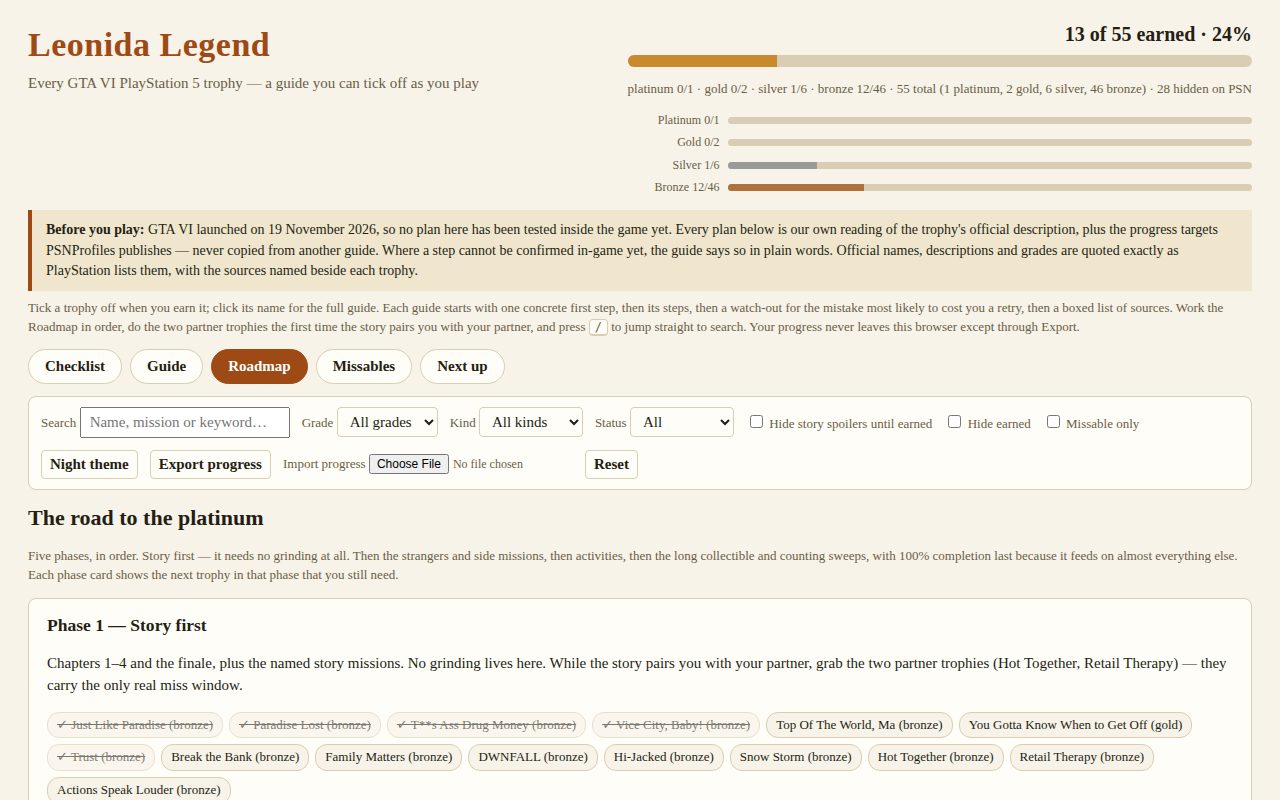 Leonida Legend
Every GTA VI PlayStation 5 trophy — a guide you can tick off as you play
13 of 55 earned · 24%
platinum 0/1 · gold 0/2 · silver 1/6 · bronze 12/46 · 55 total (1 platinum, 2 gold, 6 silver, 46 bronze) · 28 hidden on PSN
Platinum 0/1
Gold 0/2
Silver 1/6
Bronze 12/46
Before you play: GTA VI launched on 19 November 2026, so no plan here has been tested inside the game yet. Every plan below is our own reading of the trophy's official description, plus the progress targets
PSNProfiles publishes — never copied from another guide. Where a step cannot be confirmed in-game yet, the guide says so in plain words. Official names, descriptions and grades are quoted exactly as
PlayStation lists them, with the sources named beside each trophy.
Tick a trophy off when you earn it; click its name for the full guide. Each guide starts with one concrete first step, then its steps, then a watch-out for the mistake most likely to cost you a retry, then a boxed list of sources. Work the
Roadmap in order, do the two partner trophies the first time the story pairs you with your partner, and press / to jump straight to search. Your progress never leaves this browser except through Export.
Checklist Guide Roadmap Missables Next up
Search Name, mission or keyword… Grade All grades Kind All kinds Status All Hide story spoilers until earned Hide earned Missable only
Night theme Export progress Import progress Choose File No file chosen Reset
The road to the platinum
Five phases, in order. Story first — it needs no grinding at all. Then the strangers and side missions, then activities, then the long collectible and counting sweeps, with 100% completion last because it feeds on almost everything else.
Each phase card shows the next trophy in that phase that you still need.
Phase 1 — Story first
Chapters 1–4 and the finale, plus the named story missions. No grinding lives here. While the story pairs you with your partner, grab the two partner trophies (Hot Together, Retail Therapy) — they
carry the only real miss window.
✓ Just Like Paradise (bronze) ✓ Paradise Lost (bronze) ✓ T**s Ass Drug Money (bronze) ✓ Vice City, Baby! (bronze) Top Of The World, Ma (bronze) You Gotta Know When to Get Off (gold)
✓ Trust (bronze) Break the Bank (bronze) Family Matters (bronze) DWNFALL (bronze) Hi-Jacked (bronze) Snow Storm (bronze) Hot Together (bronze) Retail Therapy (bronze)
Actions Speak Louder (bronze)